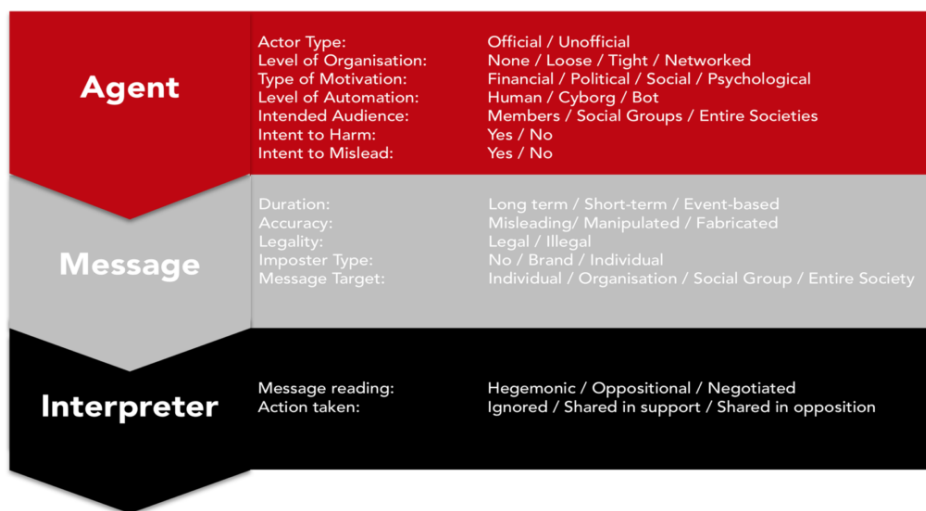 Agent
Actor Type: Official / Unofficial
Level of Organisation: None / Loose / Tight / Networked
Type of Motivation: Financial / Political / Social / Psychological
Level of Automation: Human / Cyborg / Bot
Intended Audience: Members / Social Groups / Entire Societies
Intent to Harm: Yes / No
Intent to Mislead: Yes / No
Message
Duration: Long term / Short-term / Event-based
Accuracy: Misleading/ Manipulated / Fabricated
Legality: Legal / Illegal
Imposter Type: No / Brand / Individual
Message Target: Individual / Organisation / Social Group / Entire Society
Interpreter
Message reading: Hegemonic / Oppositional / Negotiated
Action taken: Ignored / Shared in support / Shared in opposition